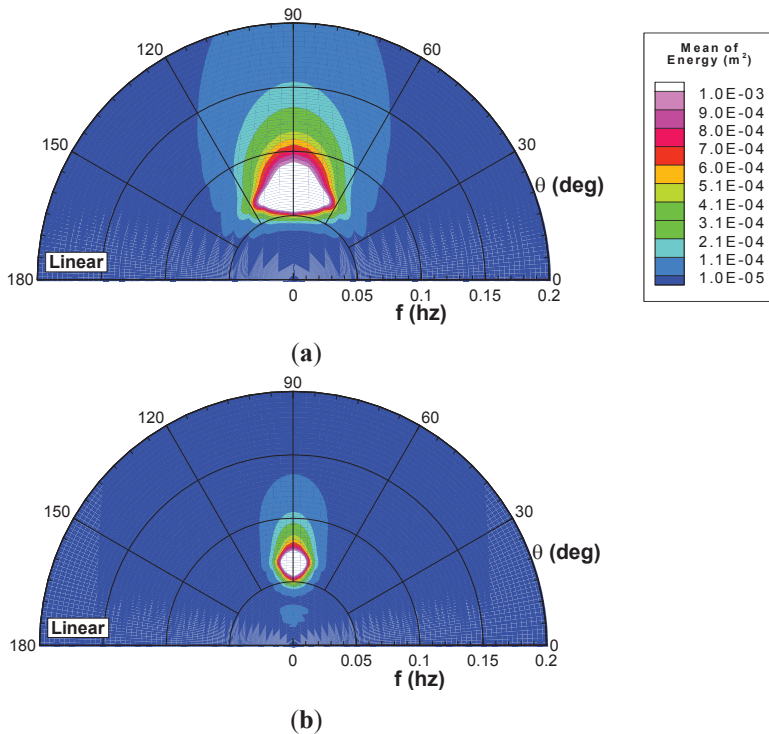 90
120
60
150
30
θ (deg)
Linear
180
0
0
0.05
0.1
0.15
0.2
f (hz)
(a)
Mean of
Energy (m²)
1.0E-03
9.0E-04
8.0E-04
7.0E-04
6.0E-04
5.1E-04
4.1E-04
3.1E-04
2.1E-04
1.1E-04
1.0E-05
90
120
60
150
30
θ (deg)
Linear
180
0
0
0.05
0.1
0.15
0.2
f (hz)
(b)